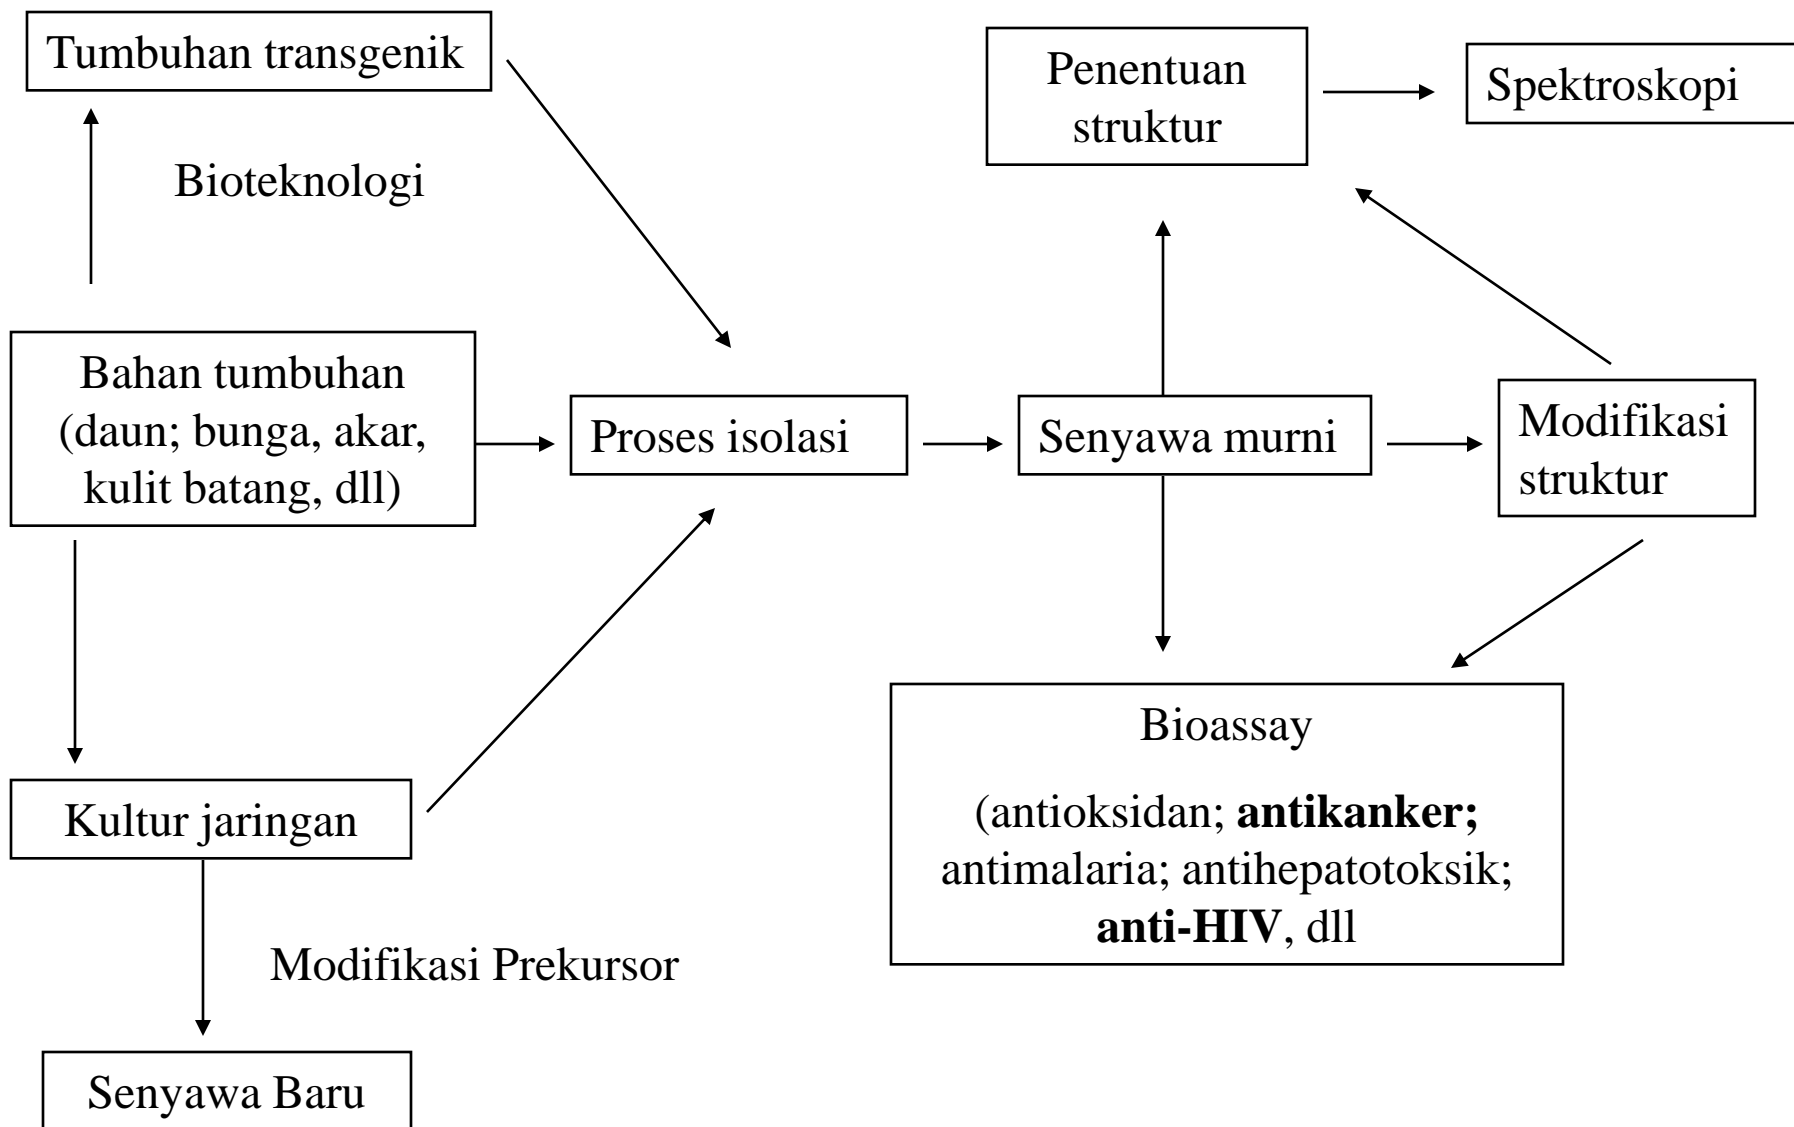 Tumbuhan transgenik
Penentuan
struktur
Spektroskopi
Bioteknologi
Bahan tumbuhan
(daun; bunga, akar,
kulit batang, dll)
Proses isolasi
Senyawa murni
Modifikasi
struktur
Bioassay
(antioksidan; antikanker;
antimalaria; antihepatotoksik;
anti-HIV, dll
Kultur jaringan
Modifikasi Prekursor
Senyawa Baru